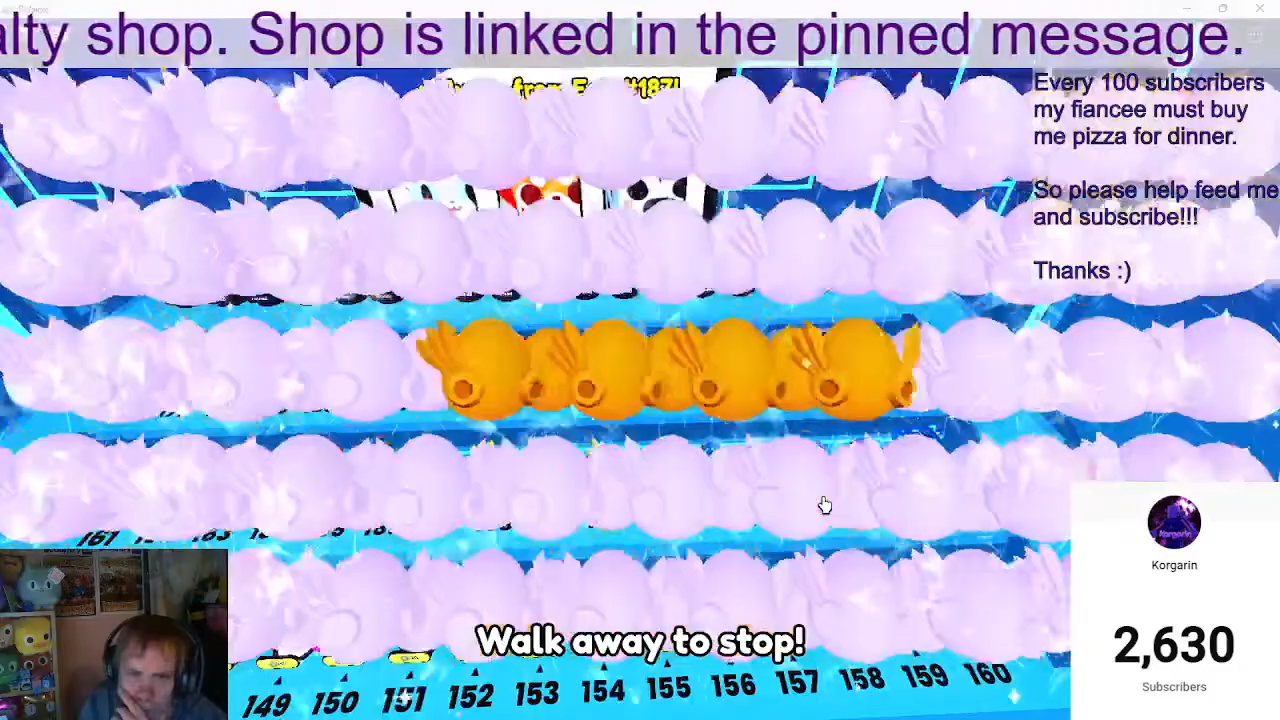 alty shop. Shop is linked in the pinned message.
Every 100 subscribers
my fiancee must buy
me pizza for dinner.
So please help feed me
and subscribe!!!
Thanks :)
Korgarin
2,630
Subscribers
Walk away to stop!
149 150 151 152 153 154 155 156 157 158 159 160